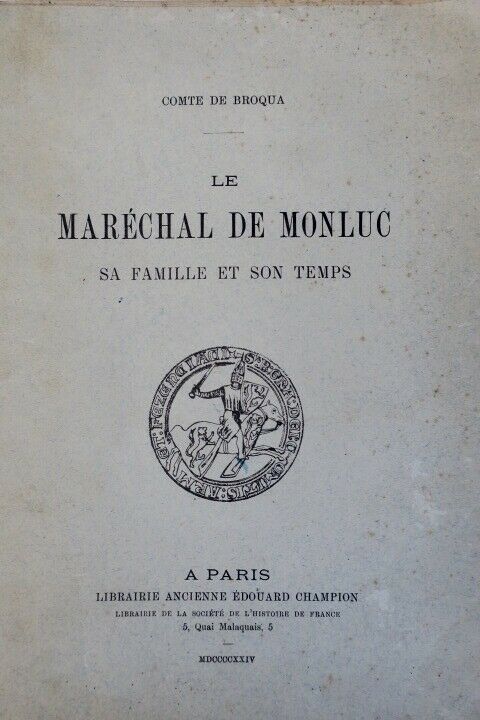 COMTE DE BROQUA
LE
MARÉCHAL DE MONLUC
SA FAMILLE ET SON TEMPS
A PARIS
LIBRAIRIE ANCIENNE ÉDOUARD CHAMPION
LIBRAIRIE DE LA SOCIÉTÉ DE L'HISTOIRE DE FRANCE
5, Quai Malaquais, 5
MDCCCCXXIV